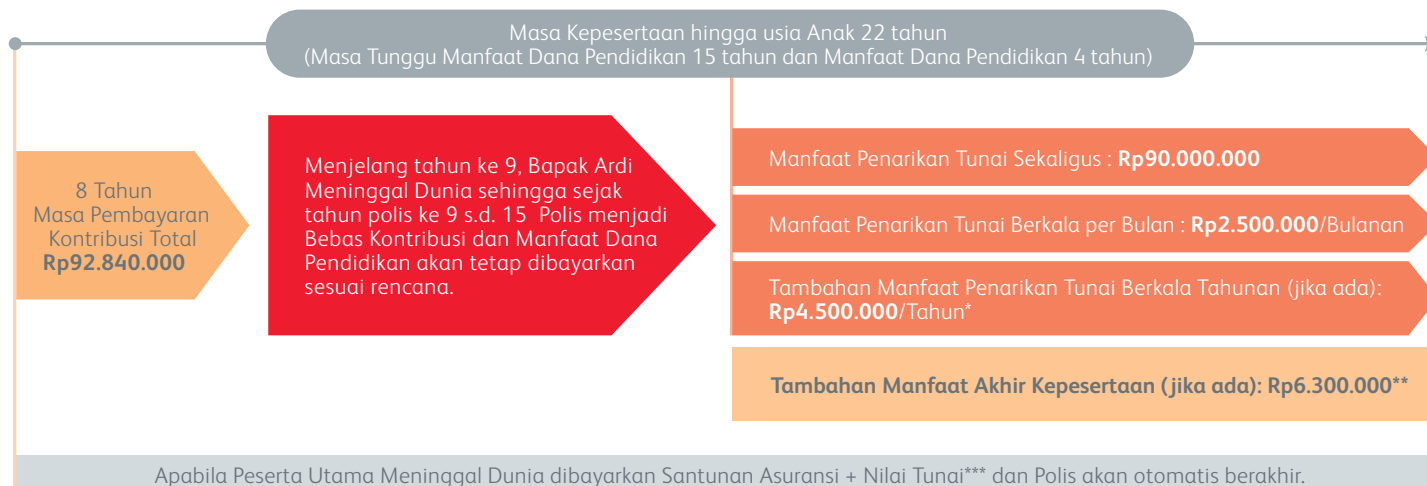 Masa Kepesertaan hingga usia Anak 22 tahun
(Masa Tunggu Manfaat Dana Pendidikan 15 tahun dan Manfaat Dana Pendidikan 4 tahun)
8 Tahun
Masa Pembayaran
Kontribusi Total
Rp92.840.000
Menjelang tahun ke 9, Bapak Ardi
Meninggal Dunia sehingga sejak
tahun polis ke 9 s.d. 15 Polis menjadi
Bebas Kontribusi dan Manfaat Dana
Pendidikan akan tetap dibayarkan
sesuai rencana.
Manfaat Penarikan Tunai Sekaligus : Rp90.000.000
Manfaat Penarikan Tunai Berkala per Bulan : Rp2.500.000/Bulanan
Tambahan Manfaat Penarikan Tunai Berkala Tahunan (jika ada):
Rp4.500.000/Tahun*
Tambahan Manfaat Akhir Kepesertaan (jika ada): Rp6.300.000**
Apabila Peserta Utama Meninggal Dunia dibayarkan Santunan Asuransi + Nilai Tunai*** dan Polis akan otomatis berakhir.